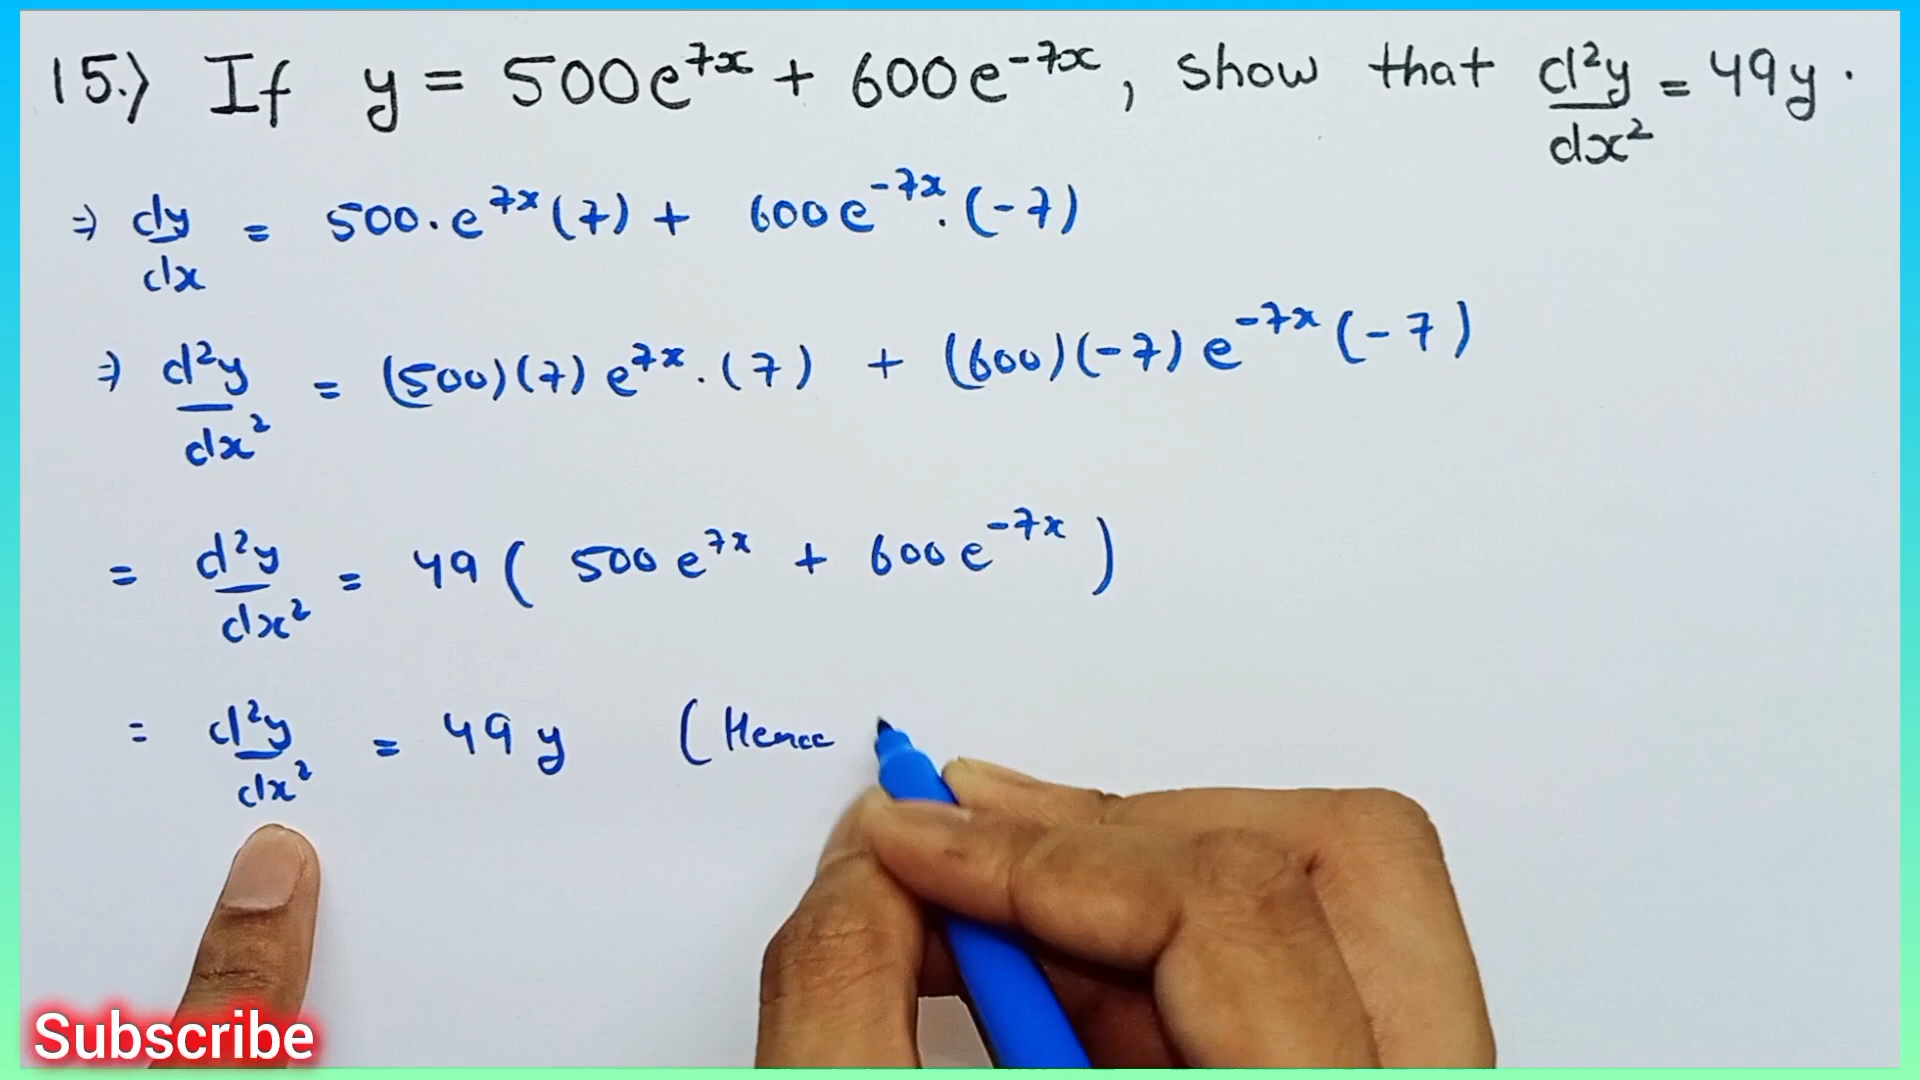 15.) If y = 500e^{7x} + 600e^{-7x}, show that d²y/dx² = 49y.
⇒ dy/dx = 500.e^{7x}(7) + 600e^{-7x}.(-7)
⇒ d²y/dx² = (500)(7)e^{7x}.(7) + (600)(-7)e^{-7x}(-7)
= d²y/dx² = 49(500e^{7x} + 600e^{-7x})
= d²y/dx² = 49y (Hence
Subscribe